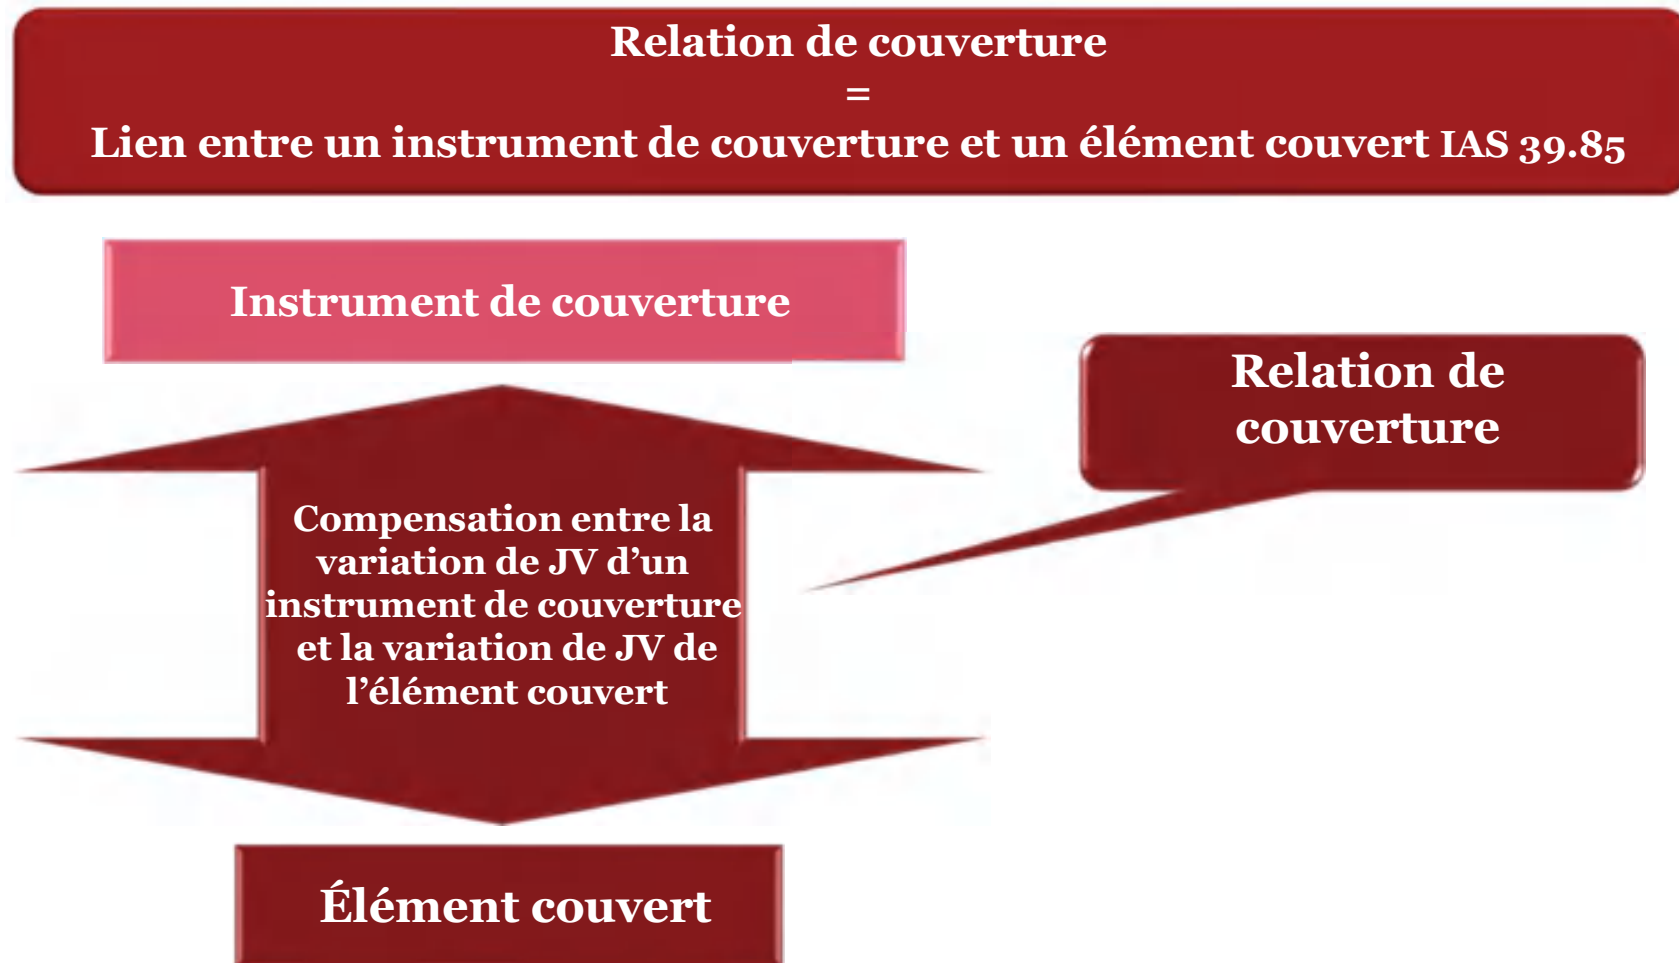 Relation de couverture
=
Lien entre un instrument de couverture et un élément couvert IAS 39.85
Instrument de couverture
Relation de
couverture
Compensation entre la
variation de JV d’un
instrument de couverture
et la variation de JV de
l’élément couvert
Élément couvert